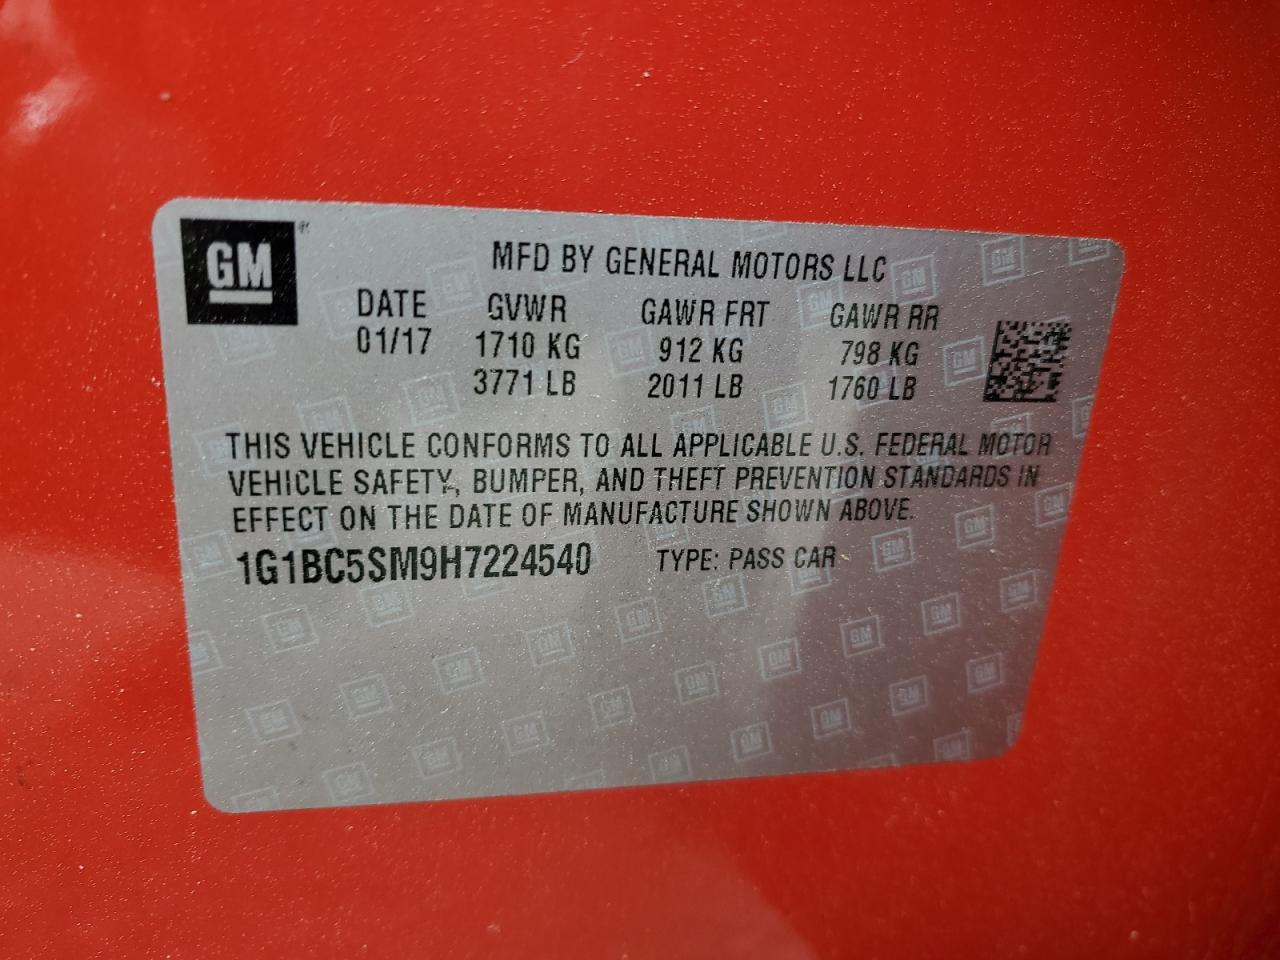 GM
MFD BY GENERAL MOTORS LLC
DATE GVWR GAWR FRT GAWR RR
01/17 1710 KG 912 KG 798 KG
3771 LB 2011 LB 1760 LB
THIS VEHICLE CONFORMS TO ALL APPLICABLE U.S. FEDERAL MOTOR
VEHICLE SAFETY, BUMPER, AND THEFT PREVENTION STANDARDS IN
EFFECT ON THE DATE OF MANUFACTURE SHOWN ABOVE.
1G1BC5SM9H7224540 TYPE: PASS CAR